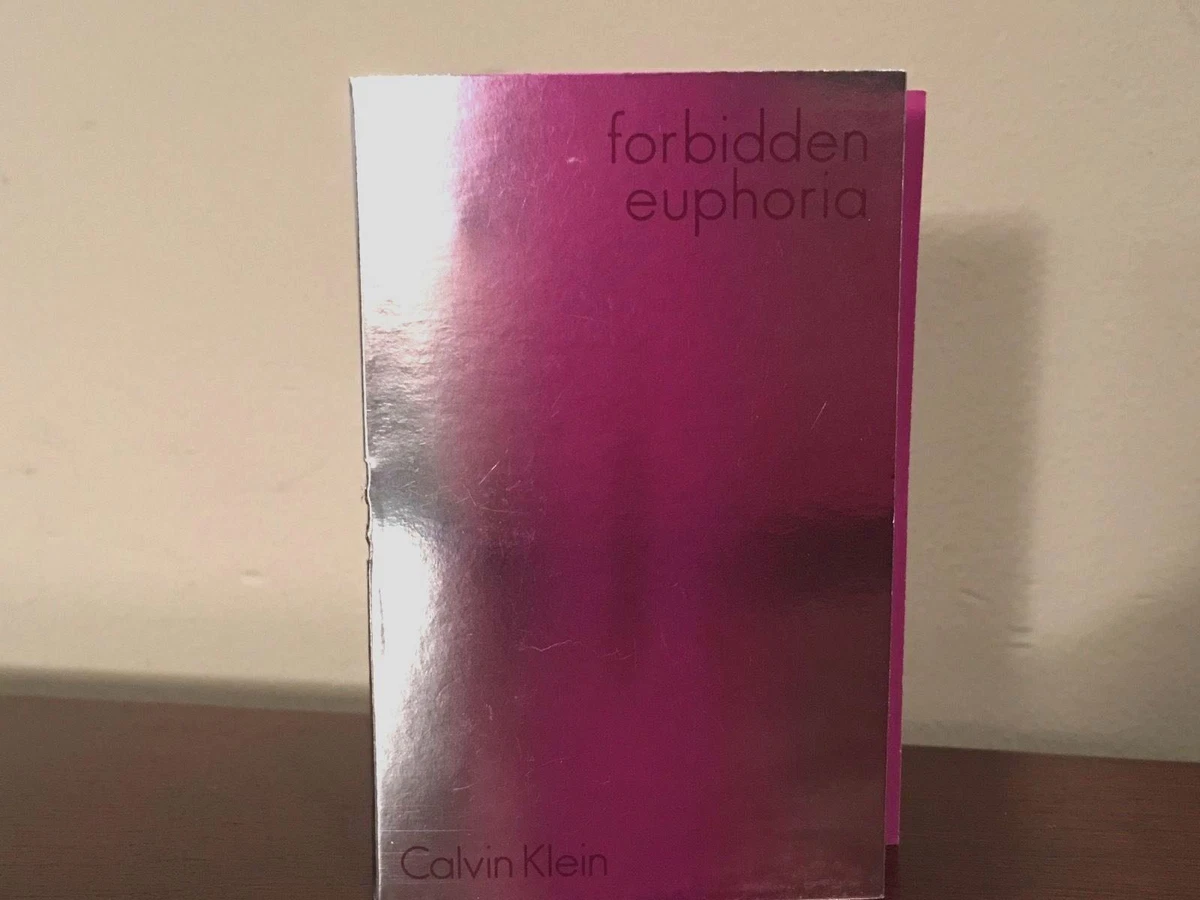 forbidden
euphoria
Calvin Klein